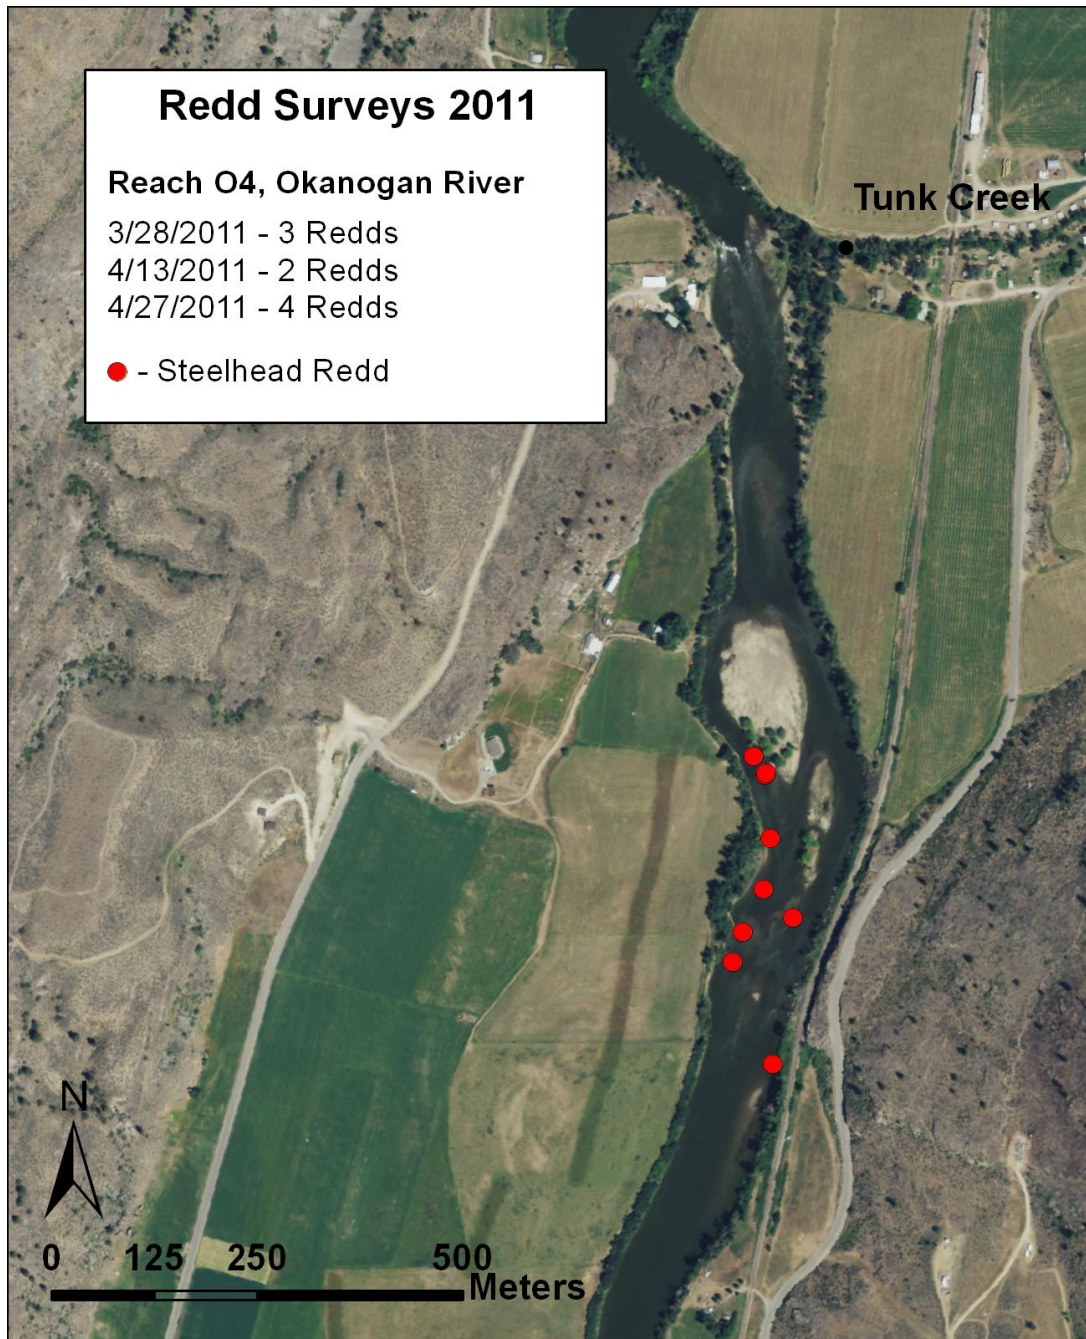 Redd Surveys 2011
Reach O4, Okanogan River
3/28/2011 - 3 Redds
4/13/2011 - 2 Redds
4/27/2011 - 4 Redds
- Steelhead Redd
Tunk Creek
N
0 125 250 500
Meters